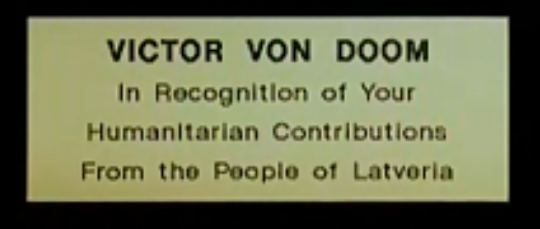 VICTOR VON DOOM
In Recognition of Your
Humanitarian Contributions
From the People of Latveria